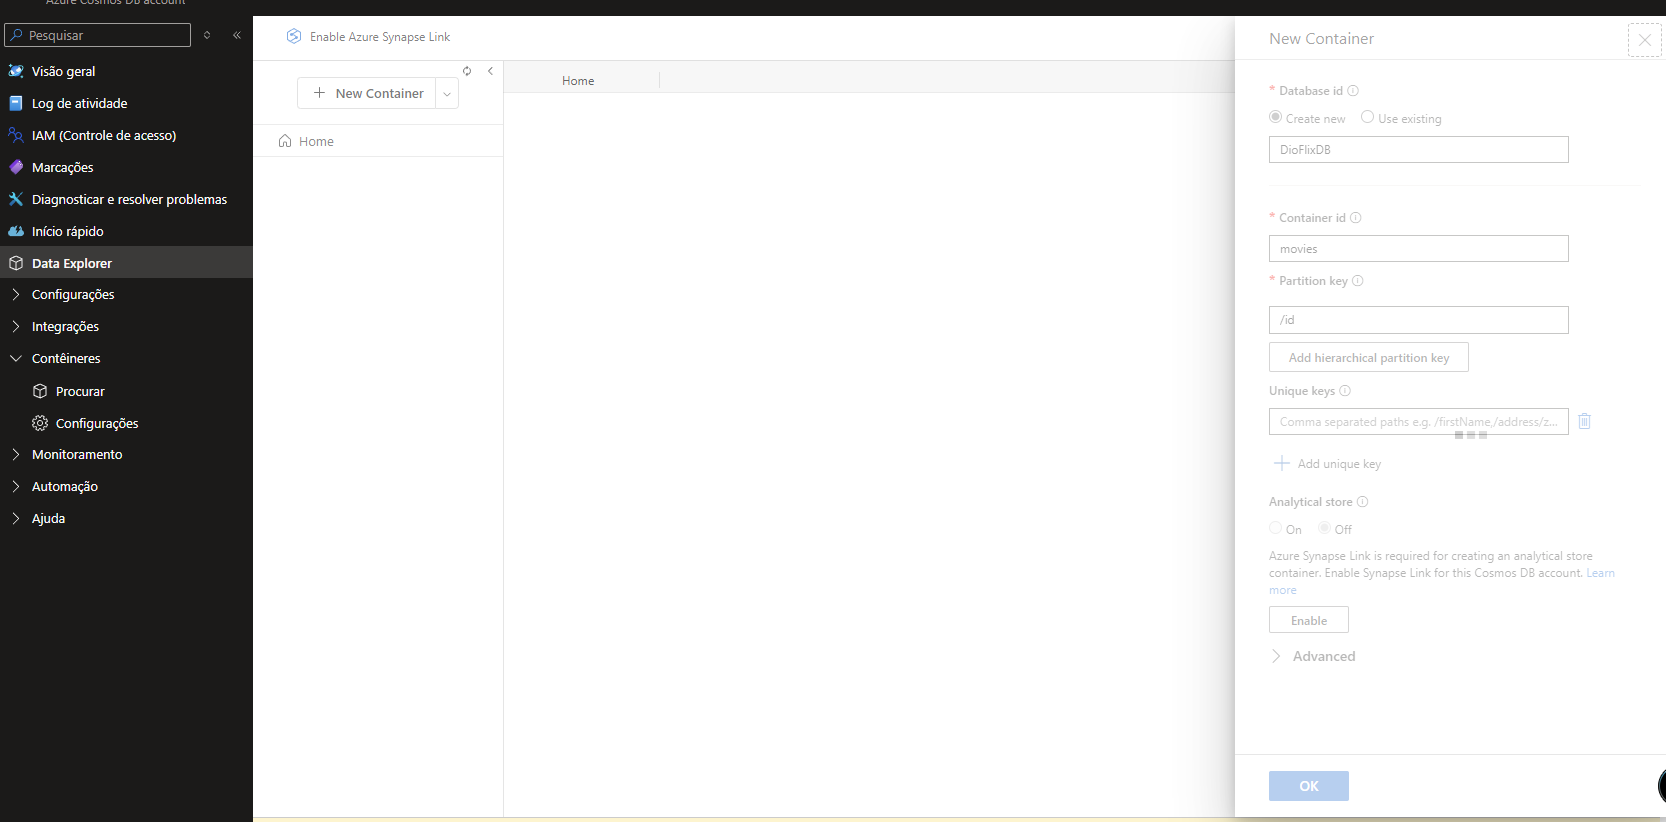 Azure Cosmos DB account
Pesquisar
Visão geral
Log de atividade
IAM (Controle de acesso)
Marcações
Diagnosticar e resolver problemas
Início rápido
Data Explorer
Configurações
Integrações
Contêineres
Procurar
Configurações
Monitoramento
Automação
Ajuda
Enable Azure Synapse Link
New Container
Home
Home
New Container
* Database id
Create new Use existing
DioFlixDB
* Container id
movies
* Partition key
/id
Add hierarchical partition key
Unique keys
Comma separated paths e.g. /firstName,/address/z...
Add unique key
Analytical store
On Off
Azure Synapse Link is required for creating an analytical store
container. Enable Synapse Link for this Cosmos DB account. Learn
more
Enable
Advanced
OK